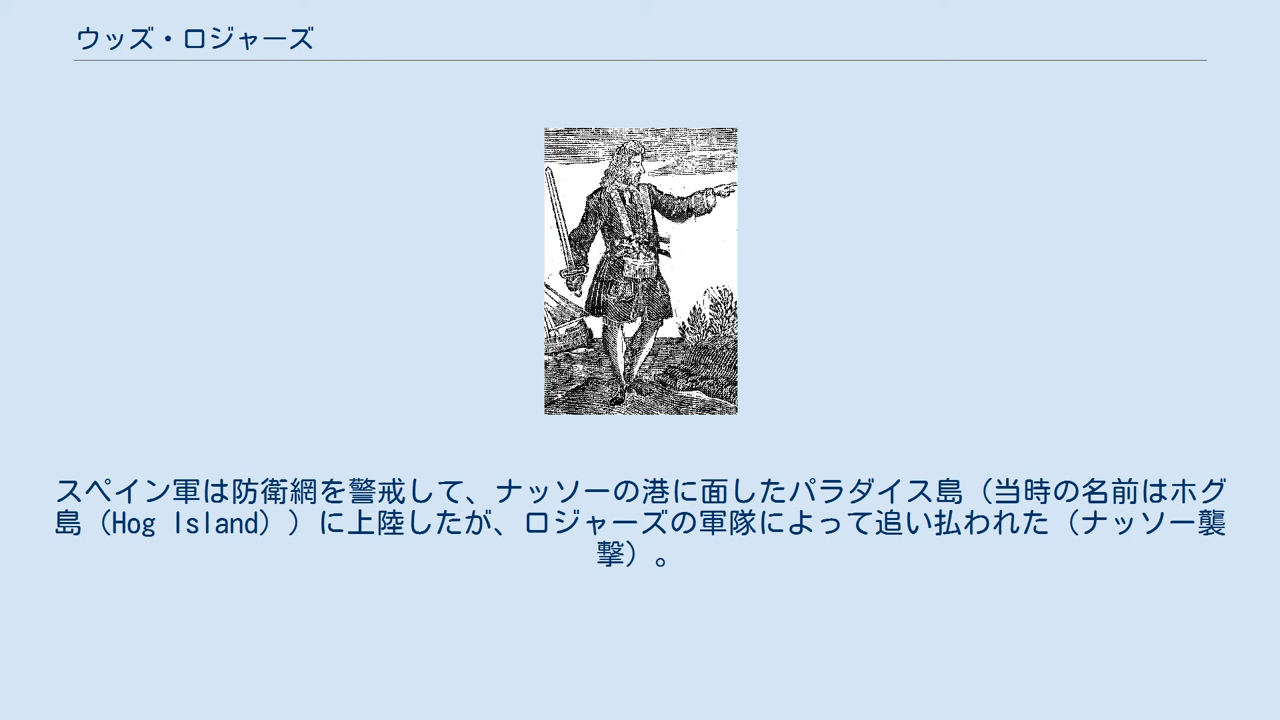 ウッズ・ロジャーズ
スペイン軍は防衛網を警戒して、ナッソーの港に面したパラダイス島（当時の名前はホグ
島（Hog Island））に上陸したが、ロジャーズの軍隊によって追い払われた（ナッソー襲
撃）。